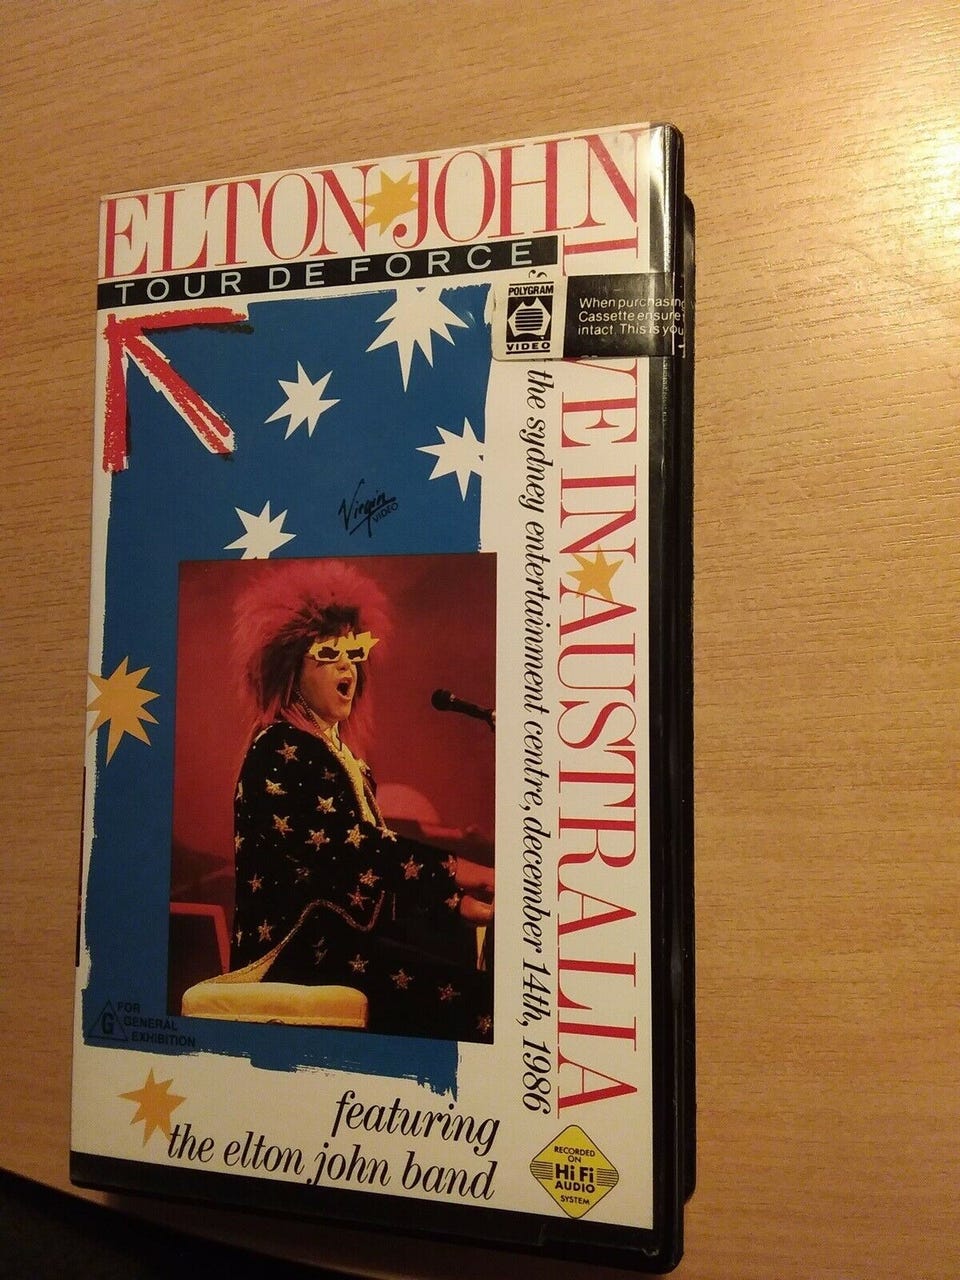 ELTON JOHN
TOUR DE FORCE
POLYGRAM
VIDEO
When purchasing
Cassette ensure
intact. This is you
Virgin
VIDEO
IN AUSTRALIA
the sydney entertainment centre, december 14th, 1986
G
FOR
GENERAL
EXHIBITION
featuring
the elton john band
RECORDED
ON
Hi Fi
AUDIO
SYSTEM